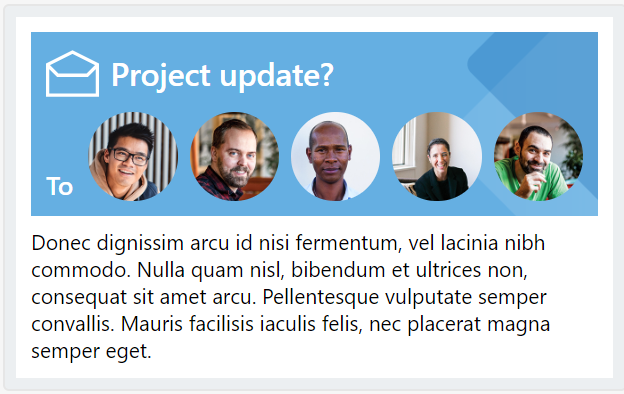 Project update?
To
Donec dignissim arcu id nisi fermentum, vel lacinia nibh
commodo. Nulla quam nisl, bibendum et ultrices non,
consequat sit amet arcu. Pellentesque vulputate semper
convallis. Mauris facilisis iaculis felis, nec placerat magna
semper eget.